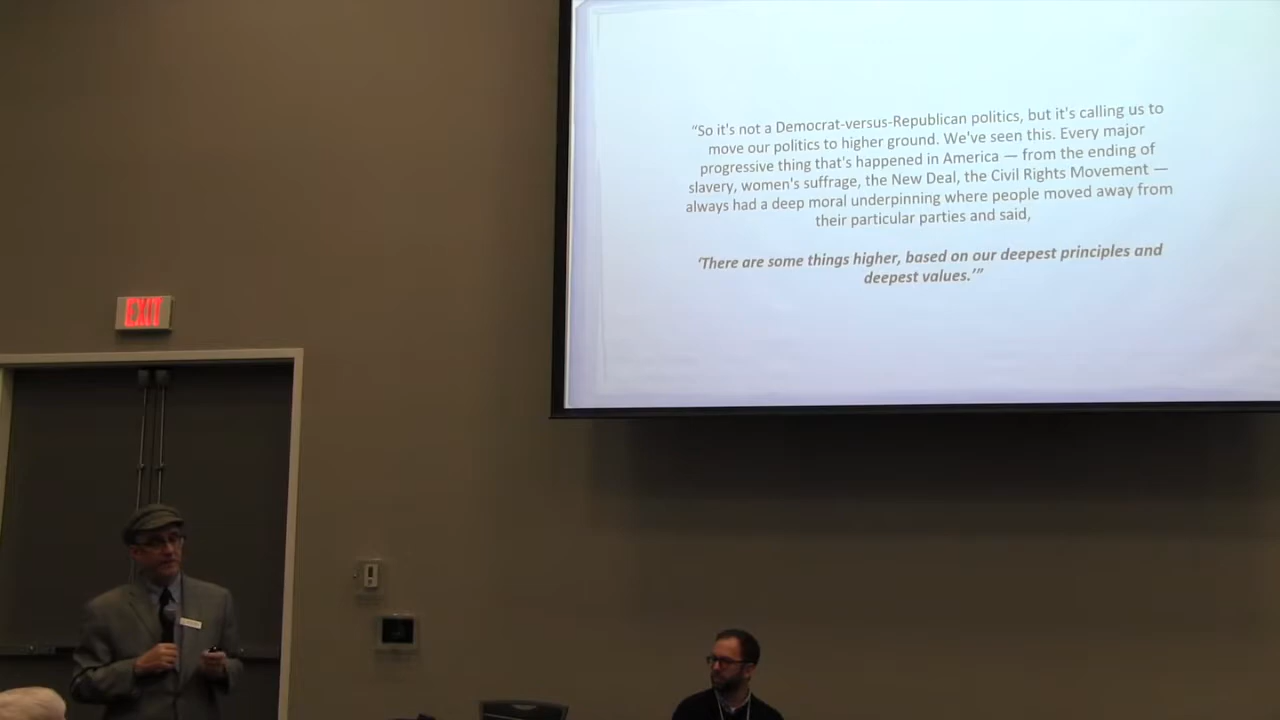 “So it's not a Democrat-versus-Republican politics, but it's calling us to
move our politics to higher ground. We've seen this. Every major
progressive thing that's happened in America — from the ending of
slavery, women's suffrage, the New Deal, the Civil Rights Movement —
always had a deep moral underpinning where people moved away from
their particular parties and said,
‘There are some things higher, based on our deepest principles and
deepest values.’”
EXIT